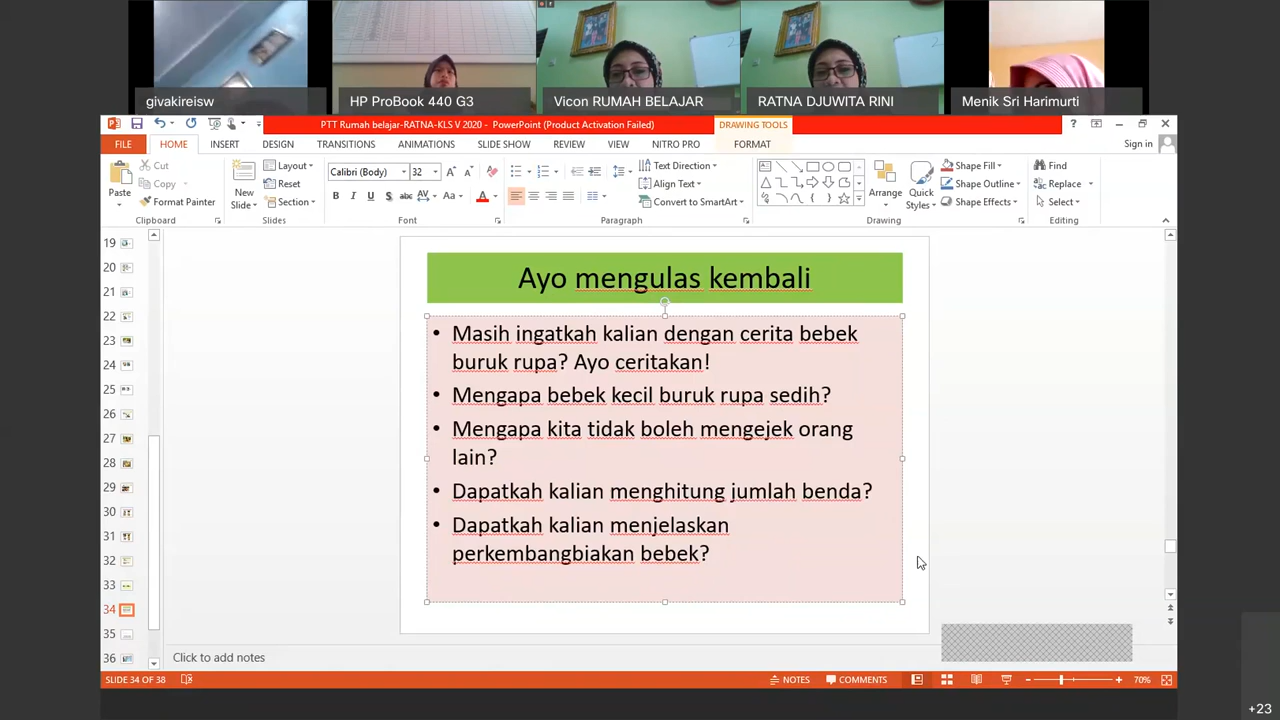 givakireisw
HP ProBook 440 G3
Vicon RUMAH BELAJAR
RATNA DJUWITA RINI
Menik Sri Harimurti
PTT Rumah belajar-RATNA-KLS V 2020 - PowerPoint (Product Activation Failed)
DRAWING TOOLS
?
FILE HOME INSERT DESIGN TRANSITIONS ANIMATIONS SLIDE SHOW REVIEW VIEW NITRO PRO FORMAT Sign in
Paste
Cut
Copy
Format Painter
Clipboard
New Slide
Layout
Reset
Section
Slides
Calibri (Body) 32
B I U S abc AV Aa A
Font
Text Direction
Align Text
Convert to SmartArt
Paragraph
Arrange
Quick Styles
Shape Fill
Shape Outline
Shape Effects
Drawing
Find
Replace
Select
Editing
19
20
21
22
23
24
25
26
27
28
29
30
31
32
33
34
35
36
Ayo mengulas kembali
• Masih ingatkah kalian dengan cerita bebek
buruk rupa? Ayo ceritakan!
• Mengapa bebek kecil buruk rupa sedih?
• Mengapa kita tidak boleh mengejek orang
lain?
• Dapatkah kalian menghitung jumlah benda?
• Dapatkah kalian menjelaskan
perkembangbiakan bebek?
Click to add notes
SLIDE 34 OF 38
NOTES
COMMENTS
70%
+23